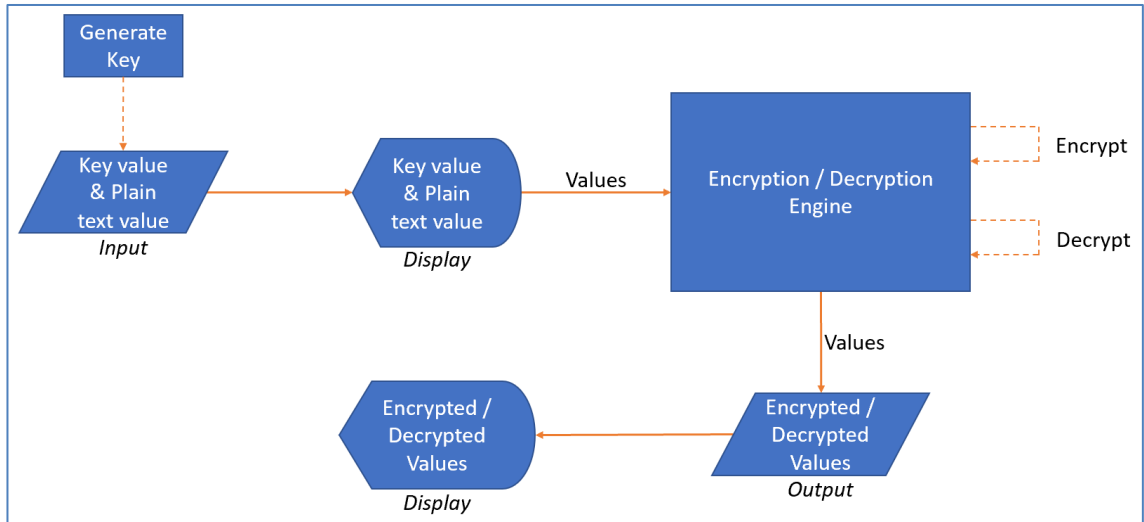 Generate
Key
Key value
& Plain
text value
Input
Key value
& Plain
text value
Display
Values
Encryption / Decryption
Engine
Encrypt
Decrypt
Values
Encrypted /
Decrypted
Values
Output
Encrypted /
Decrypted
Values
Display